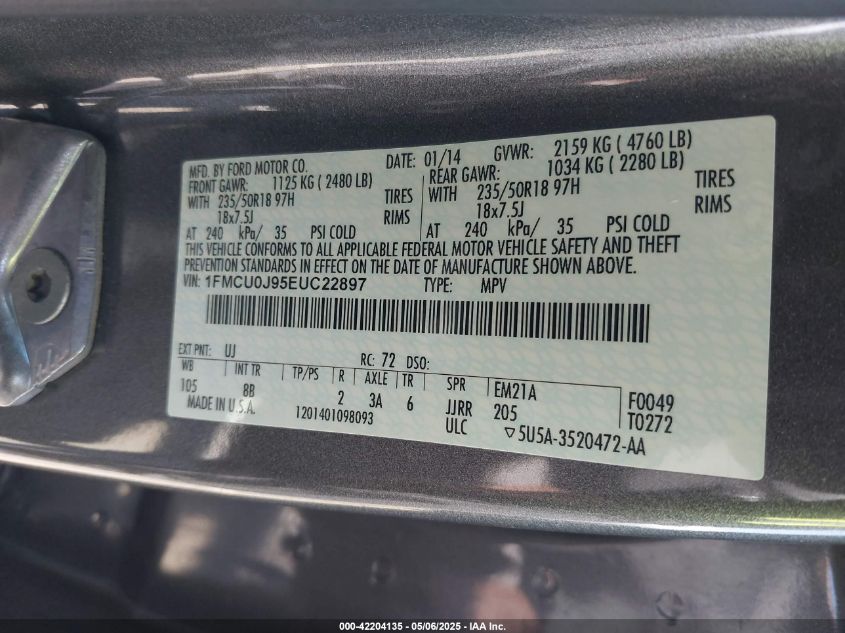 MFD. BY FORD MOTOR CO. DATE: 01/14 GVWR: 2159 KG ( 4760 LB)
FRONT GAWR: 1125 KG ( 2480 LB) REAR GAWR: 1034 KG ( 2280 LB)
WITH 235/50R18 97H TIRES WITH 235/50R18 97H TIRES
18x7.5J RIMS 18x7.5J RIMS
AT 240 kPa/ 35 PSI COLD AT 240 kPa/ 35 PSI COLD
THIS VEHICLE CONFORMS TO ALL APPLICABLE FEDERAL MOTOR VEHICLE SAFETY AND THEFT
PREVENTION STANDARDS IN EFFECT ON THE DATE OF MANUFACTURE SHOWN ABOVE.
VIN: 1FMCU0J95EUC22897 TYPE: MPV
EXT PNT: UJ RC: 72 DSO:
WB INT TR TP/PS R AXLE TR SPR EM21A F0049
105 8B 2 3A 6 JJRR 205 T0272
MADE IN U.S.A. 1201401098093 ULC ▽5U5A-3520472-AA
000-42204135 - 05/06/2025 - IAA Inc.